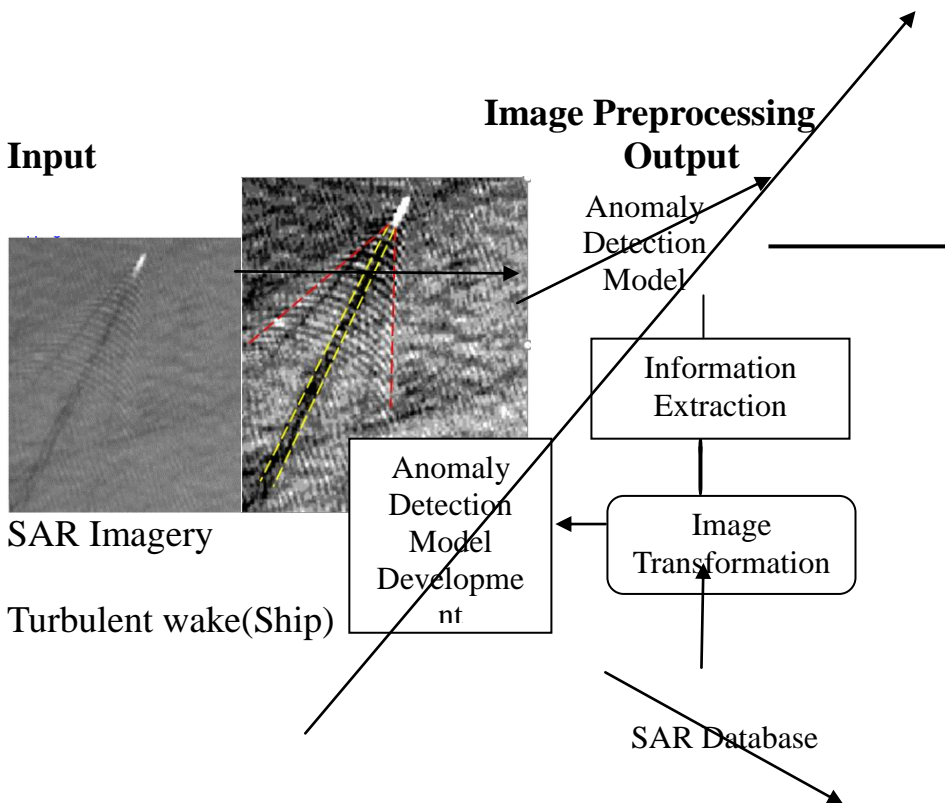 Image Preprocessing
Input
Output
Anomaly
Detection
Model
Information
Extraction
Anomaly
Detection
Model
Developme
nt
Image
Transformation
SAR Imagery
Turbulent wake(Ship)
SAR Database